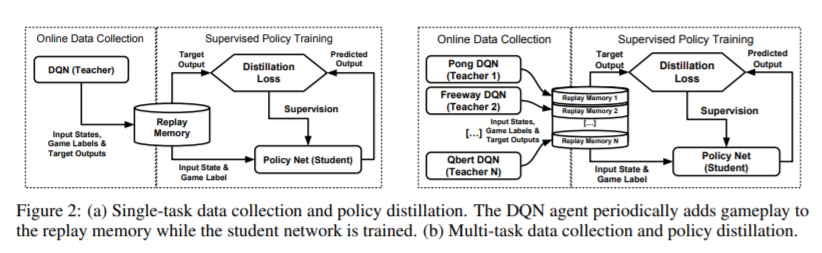 Online Data Collection
Supervised Policy Training
DQN (Teacher)
Target
Output
Distillation
Loss
Predicted
Output
Supervision
Replay
Memory
Input States,
Game Labels &
Target Outputs
Policy Net (Student)
Input State &
Game Label
Online Data Collection
Supervised Policy Training
Pong DQN
(Teacher 1)
Freeway DQN
(Teacher 2)
[...]
Input States,
Game Labels &
Target Outputs
Qbert DQN
(Teacher N)
Replay Memory 1
Replay Memory 2
[...]
Replay Memory N
Target
Output
Distillation
Loss
Predicted
Output
Supervision
Policy Net
(Student)
Input State &
Game Label
Figure 2: (a) Single-task data collection and policy distillation. The DQN agent periodically adds gameplay to
the replay memory while the student network is trained. (b) Multi-task data collection and policy distillation.